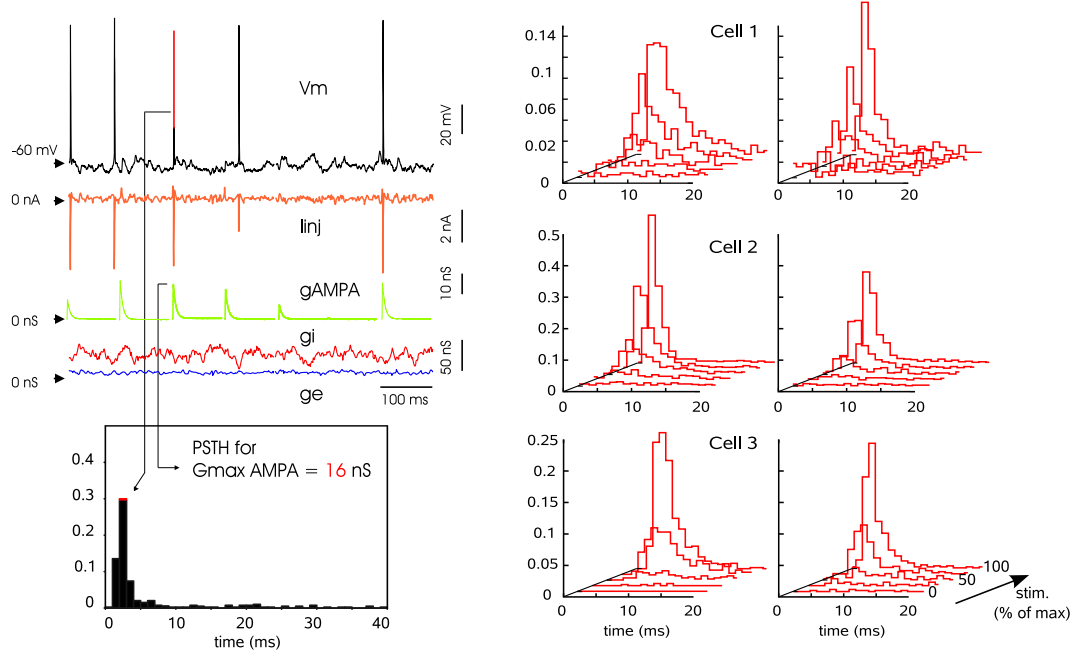 Vm
20 mV
-60 mV
0 nA
Iinj
2 nA
gAMPA
10 nS
0 nS
gi
50 nS
0 nS
ge
100 ms
PSTH for
Gmax AMPA = 16 nS
0.4
0.3
0.2
0.1
0
0 10 20 30 40
time (ms)
Cell 1
0.14
0.1
0.06
0.02
0
0 5 10 15 20
0 10 20
Cell 2
0.5
0.4
0.3
0.2
0.1
0
0 10 20
0 10 20
Cell 3
0.25
0.2
0.15
0.1
0.05
0
0 10 20
time (ms)
0 10 20
time (ms)
0 50 100
stim.
(% of max)